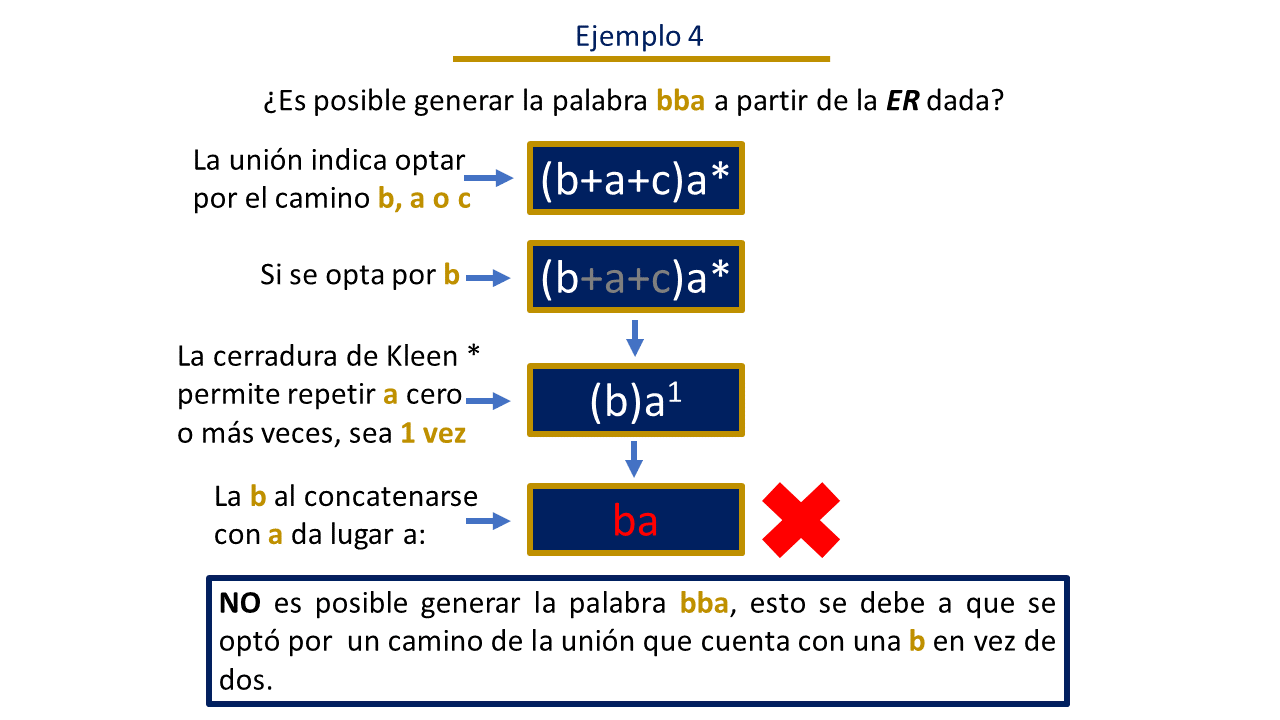 Ejemplo 4
¿Es posible generar la palabra bba a partir de la ER dada?
La unión indica optar
por el camino b, a o c
(b+a+c)a*
Si se opta por b
(b+a+c)a*
La cerradura de Kleen *
permite repetir a cero
o más veces, sea 1 vez
(b)a¹
La b al concatenarse
con a da lugar a:
ba
NO es posible generar la palabra bba, esto se debe a que se
optó por un camino de la unión que cuenta con una b en vez de
dos.